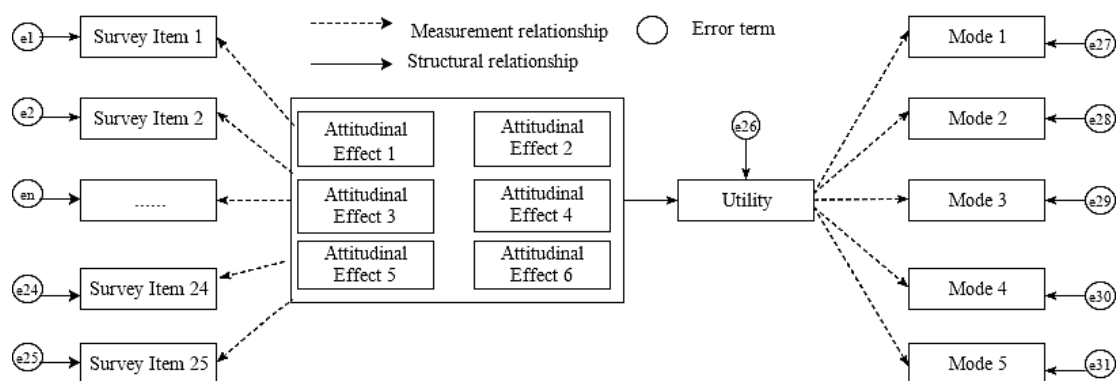 e1
Survey Item 1
Measurement relationship
Error term
Structural relationship
Mode 1
e27
e2
Survey Item 2
Attitudinal
Effect 1
Attitudinal
Effect 2
e26
Mode 2
e28
en
......
Attitudinal
Effect 3
Attitudinal
Effect 4
Utility
Mode 3
e29
Attitudinal
Effect 5
Attitudinal
Effect 6
e24
Survey Item 24
Mode 4
e30
e25
Survey Item 25
Mode 5
e31